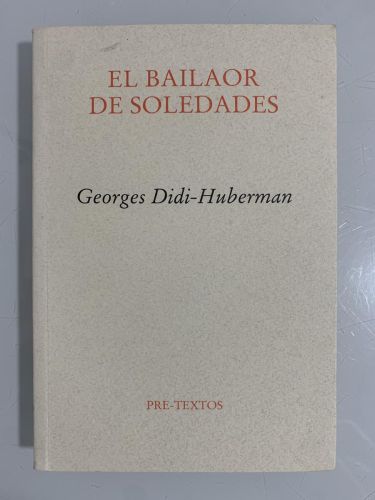 EL BAILAOR
DE SOLEDADES
Georges Didi-Huberman
PRE-TEXTOS